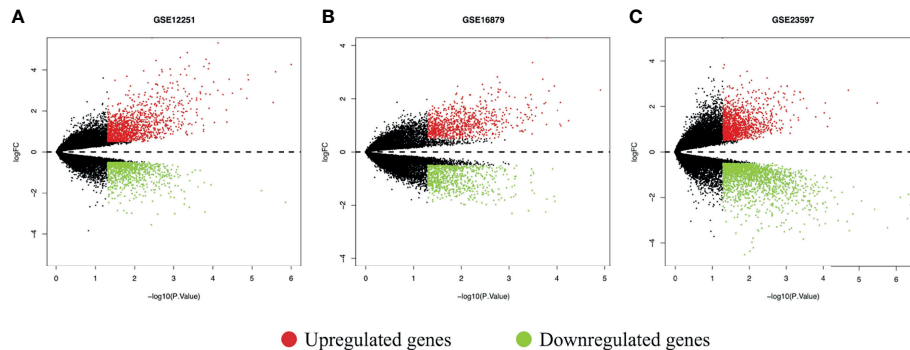 A
GSE12251
4
2
0
-2
-4
logFC
0 1 2 3 4 5 6
−log10(P.Value)
B
GSE16879
4
2
0
-2
-4
logFC
0 1 2 3 4 5
−log10(P.Value)
C
GSE23597
4
2
0
-2
-4
logFC
0 1 2 3 4 5 6
−log10(P.Value)
Upregulated genes
Downregulated genes